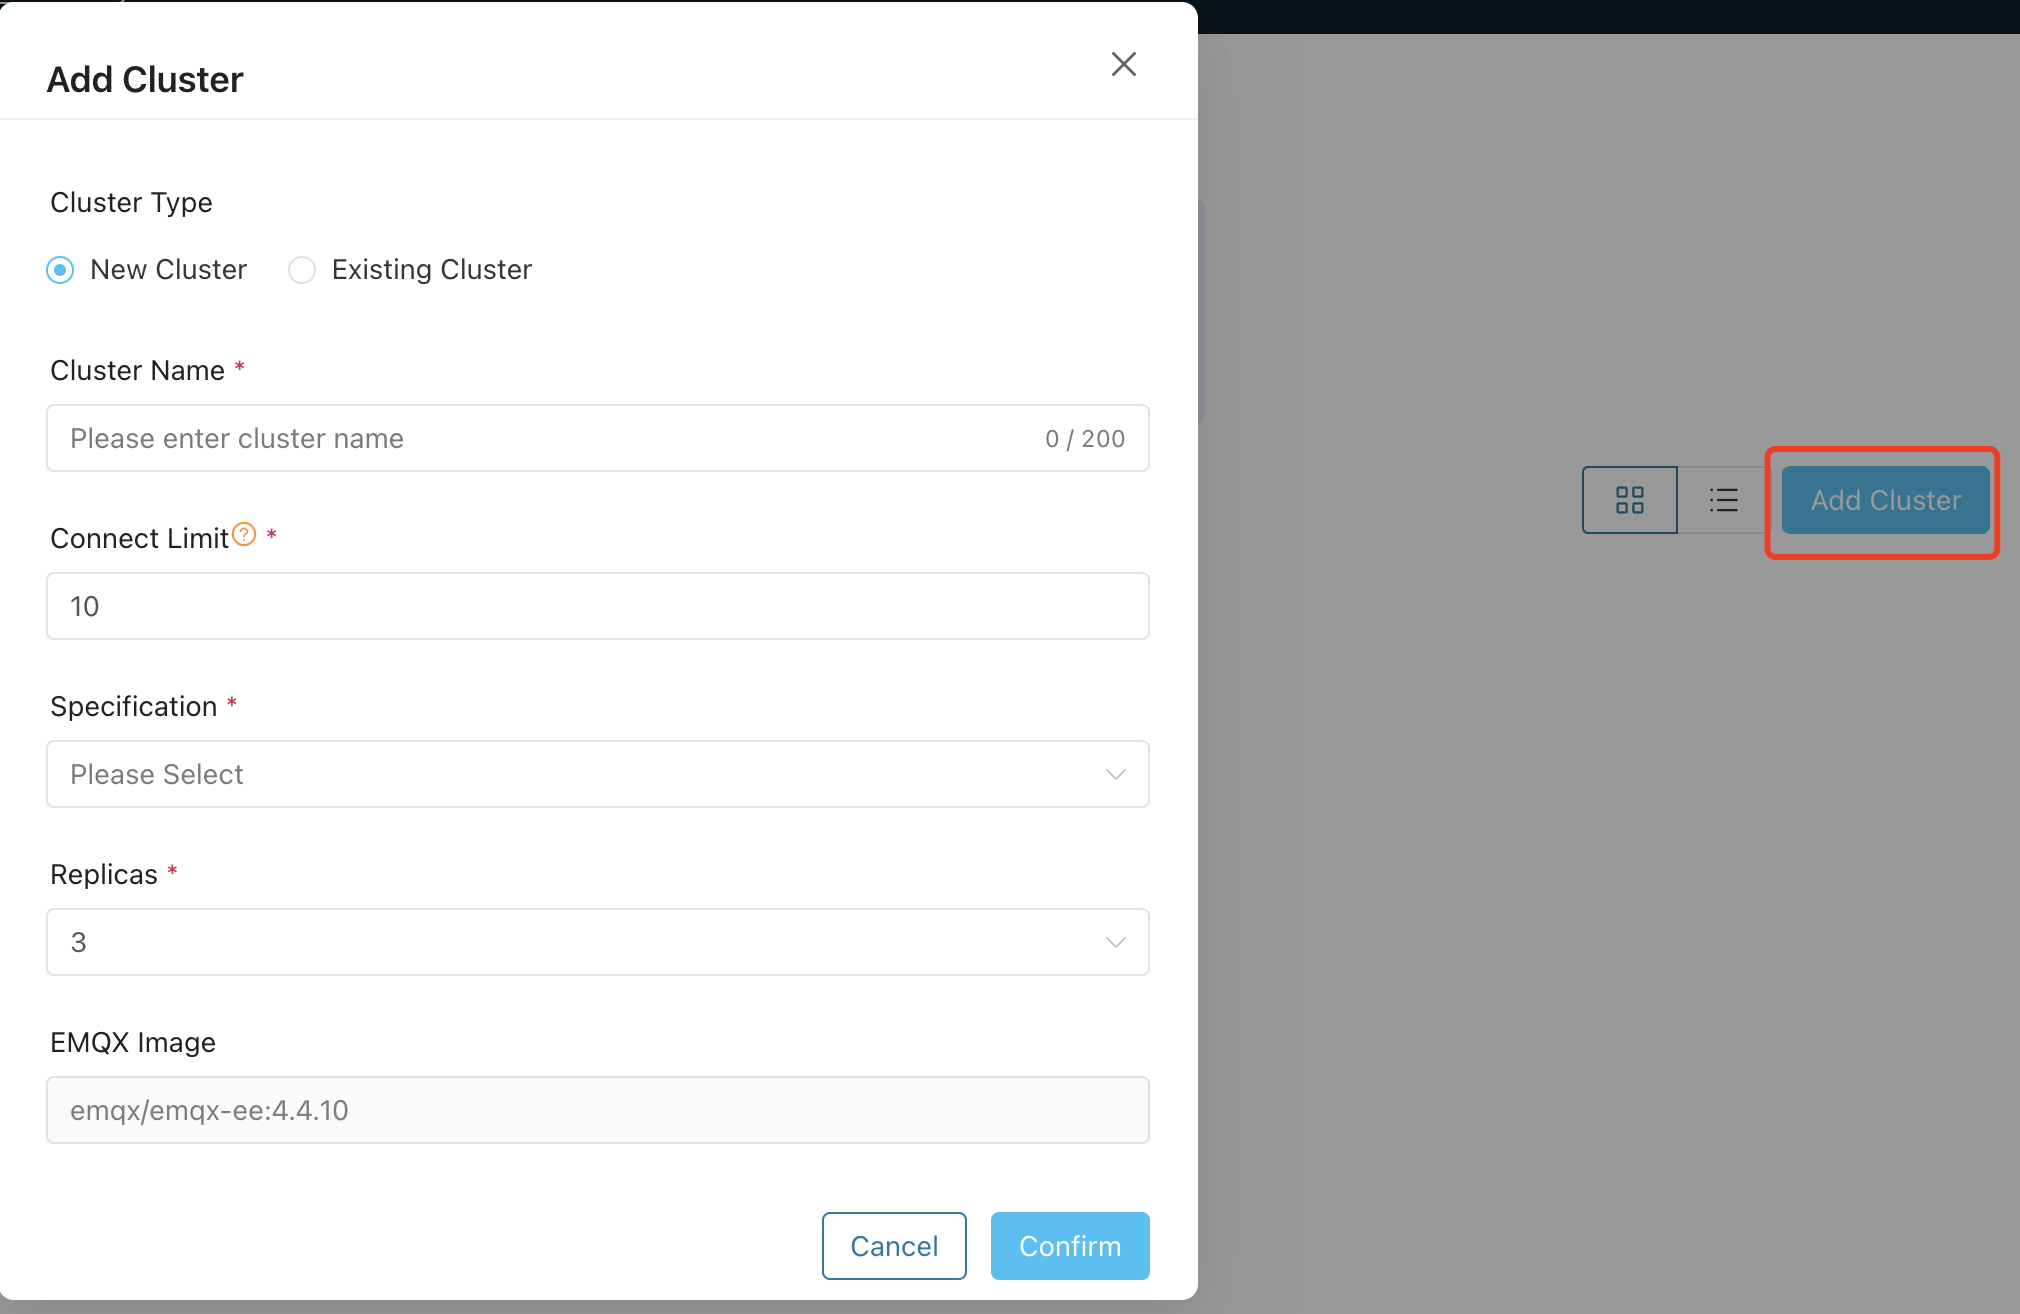 Add Cluster
Cluster Type
New Cluster
Existing Cluster
Cluster Name *
Please enter cluster name
0 / 200
Connect Limit ? *
10
Specification *
Please Select
Replicas *
3
EMQX Image
emqx/emqx-ee:4.4.10
Cancel
Confirm
Add Cluster